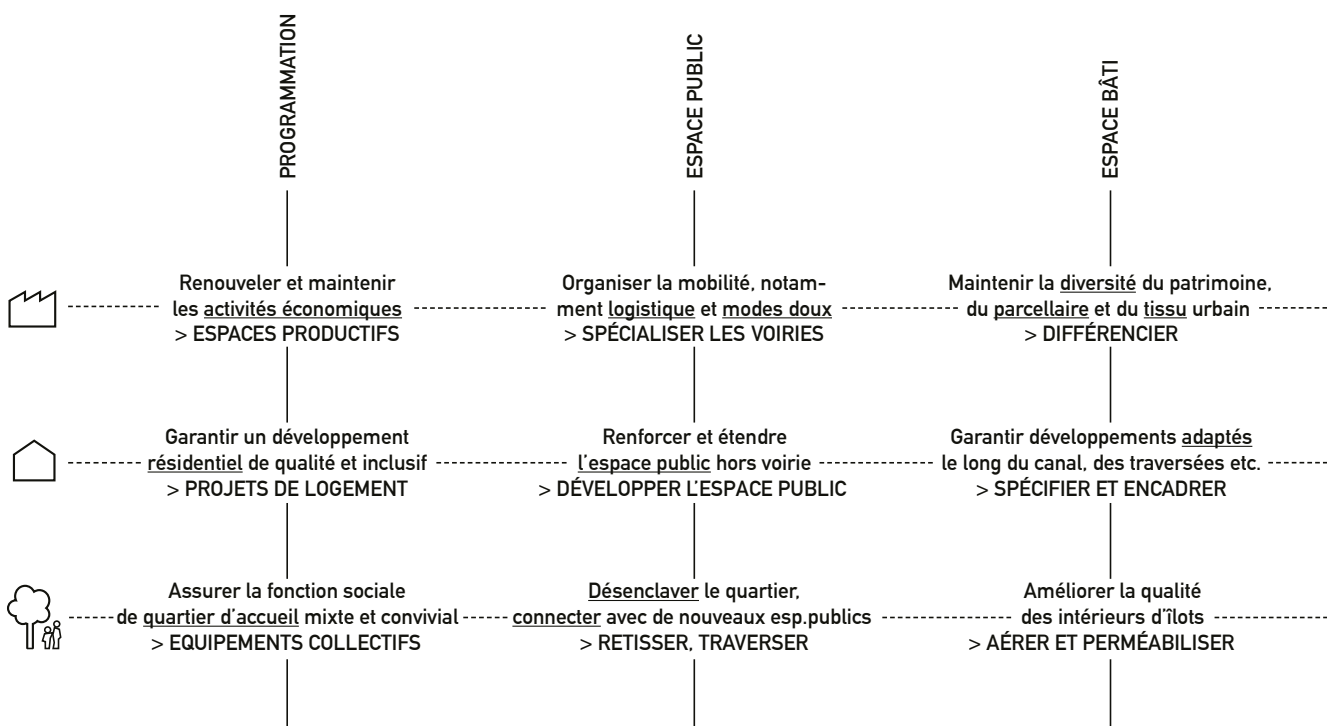 PROGRAMMATION
ESPACE PUBLIC
ESPACE BÂTI
Renouveler et maintenir
les activités économiques
> ESPACES PRODUCTIFS
Organiser la mobilité, notam-
ment logistique et modes doux
> SPÉCIALISER LES VOIRIES
Maintenir la diversité du patrimoine,
du parcellaire et du tissu urbain
> DIFFÉRENCIER
Garantir un développement
résidentiel de qualité et inclusif
> PROJETS DE LOGEMENT
Renforcer et étendre
l'espace public hors voirie
> DÉVELOPPER L'ESPACE PUBLIC
Garantir développements adaptés
le long du canal, des traversées etc.
> SPÉCIFIER ET ENCADRER
Assurer la fonction sociale
de quartier d'accueil mixte et convivial
> EQUIPEMENTS COLLECTIFS
Désenclaver le quartier,
connecter avec de nouveaux esp.publics
> RETISSER, TRAVERSER
Améliorer la qualité
des intérieurs d'îlots
> AÉRER ET PERMÉABILISER